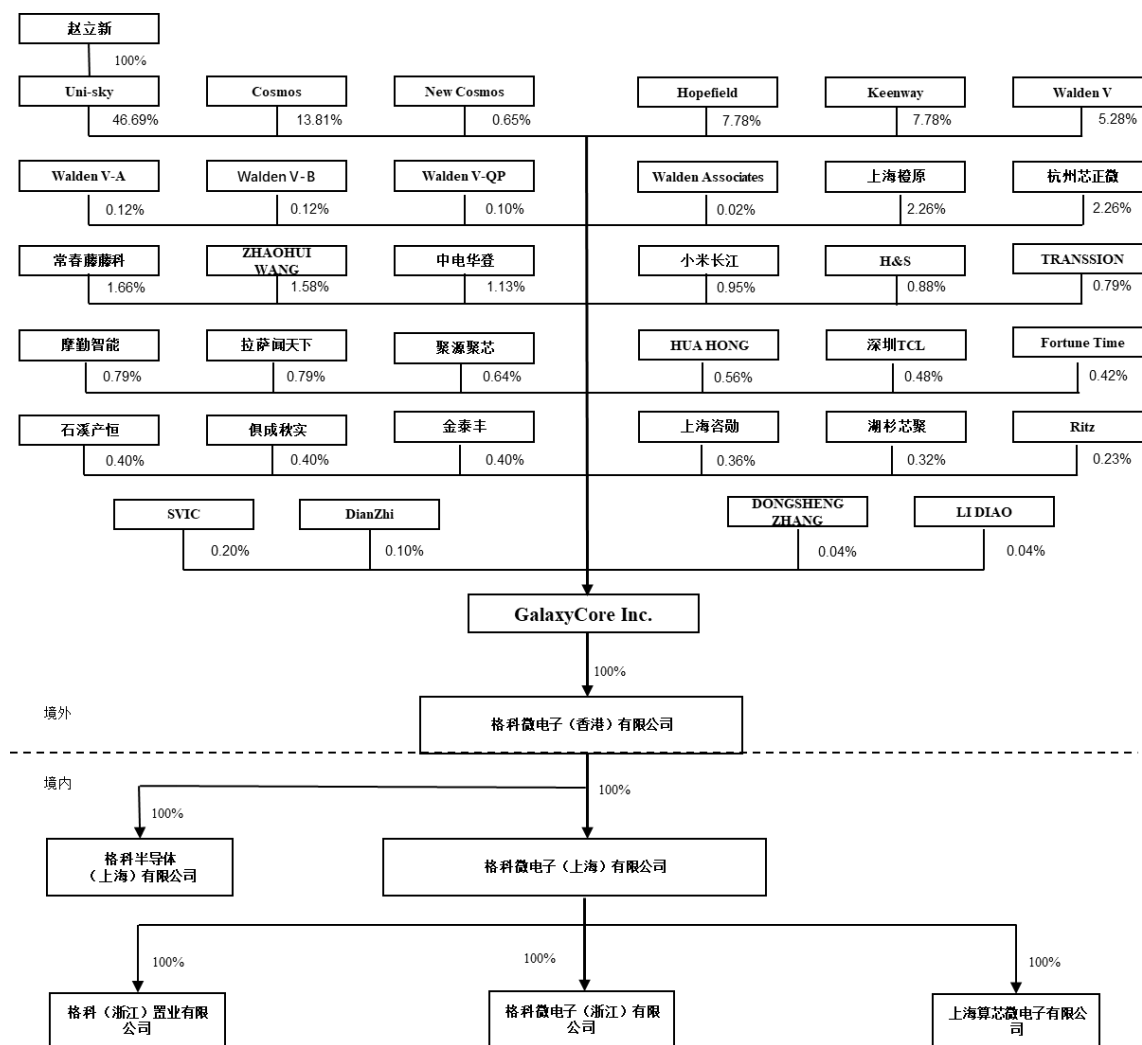 赵立新
100%
Uni-sky
Cosmos
New Cosmos
Hopefield
Keenway
Walden V
46.69%
13.81%
0.65%
7.78%
7.78%
5.28%
Walden V-A
Walden V-B
Walden V-QP
Walden Associates
上海橙原
杭州芯正微
0.12%
0.12%
0.10%
0.02%
2.26%
2.26%
常春藤藤科
ZHAOHUI
WANG
中电华登
小米长江
H&S
TRANSSION
1.66%
1.58%
1.13%
0.95%
0.88%
0.79%
摩勤智能
拉萨闻天下
聚源聚芯
HUA HONG
深圳TCL
Fortune Time
0.79%
0.79%
0.64%
0.56%
0.48%
0.42%
石溪产恒
俱成秋实
金泰丰
上海咨勋
湖杉芯聚
Ritz
0.40%
0.40%
0.40%
0.36%
0.32%
0.23%
SVIC
DianZhi
DONGSHENG
ZHANG
LI DIAO
0.20%
0.10%
0.04%
0.04%
GalaxyCore Inc.
100%
格科微电子（香港）有限公司
境外
境内
100%
100%
格科半导体
（上海）有限公司
格科微电子（上海）有限公司
100%
100%
100%
格科（浙江）置业有限
公司
格科微电子（浙江）有限
公司
上海算芯微电子有限公
司